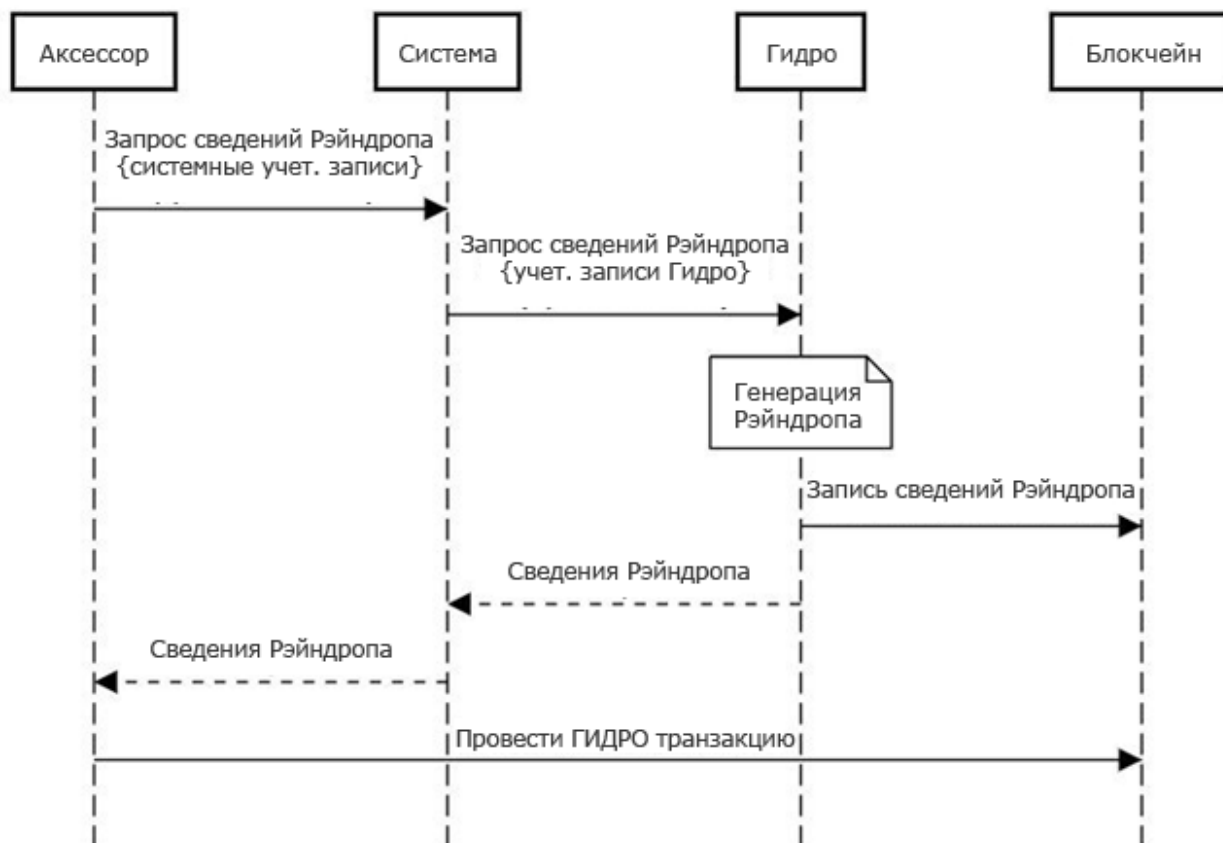 Аксессор
Система
Гидро
Блокчейн
Запрос сведений Рэйндропа
{системные учет. записи}
Запрос сведений Рэйндропа
{учет. записи Гидро}
Генерация
Рэйндропа
Запись сведений Рэйндропа
Сведения Рэйндропа
Сведения Рэйндропа
Провести ГИДРО транзакцию